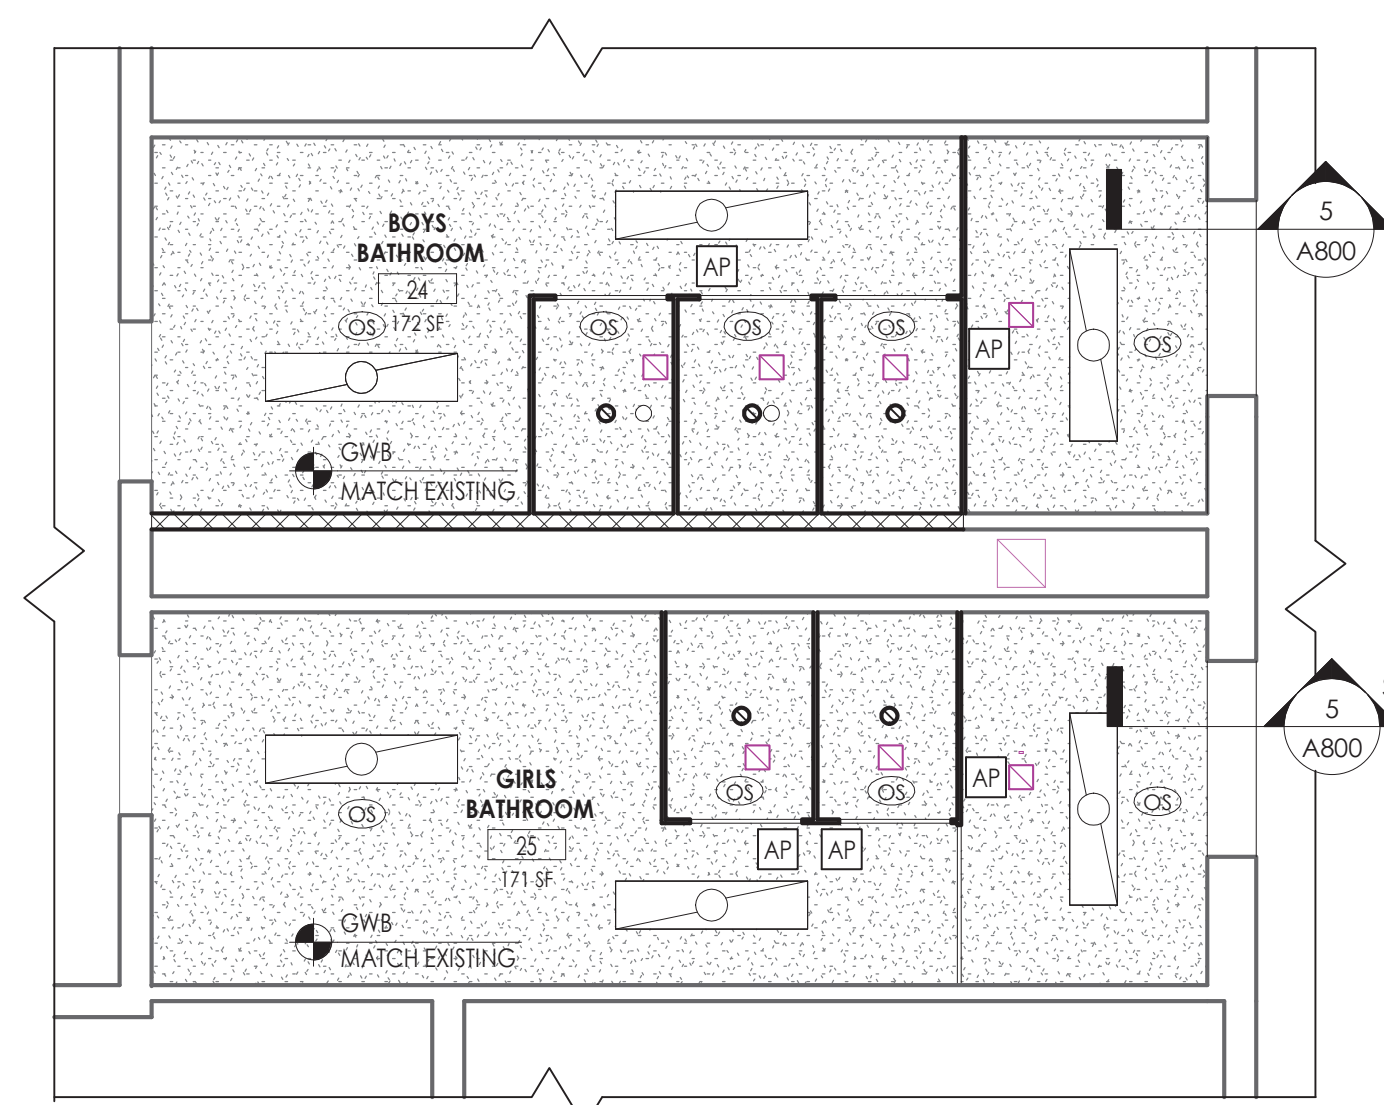 BOYS
BATHROOM
24
OS 172 SF
AP
OS
OS
OS
AP
OS
GWB
MATCH EXISTING
5
A800
OS
GIRLS
BATHROOM
25
171 SF
OS
OS
AP
AP
AP
OS
GWB
MATCH EXISTING
5
A800